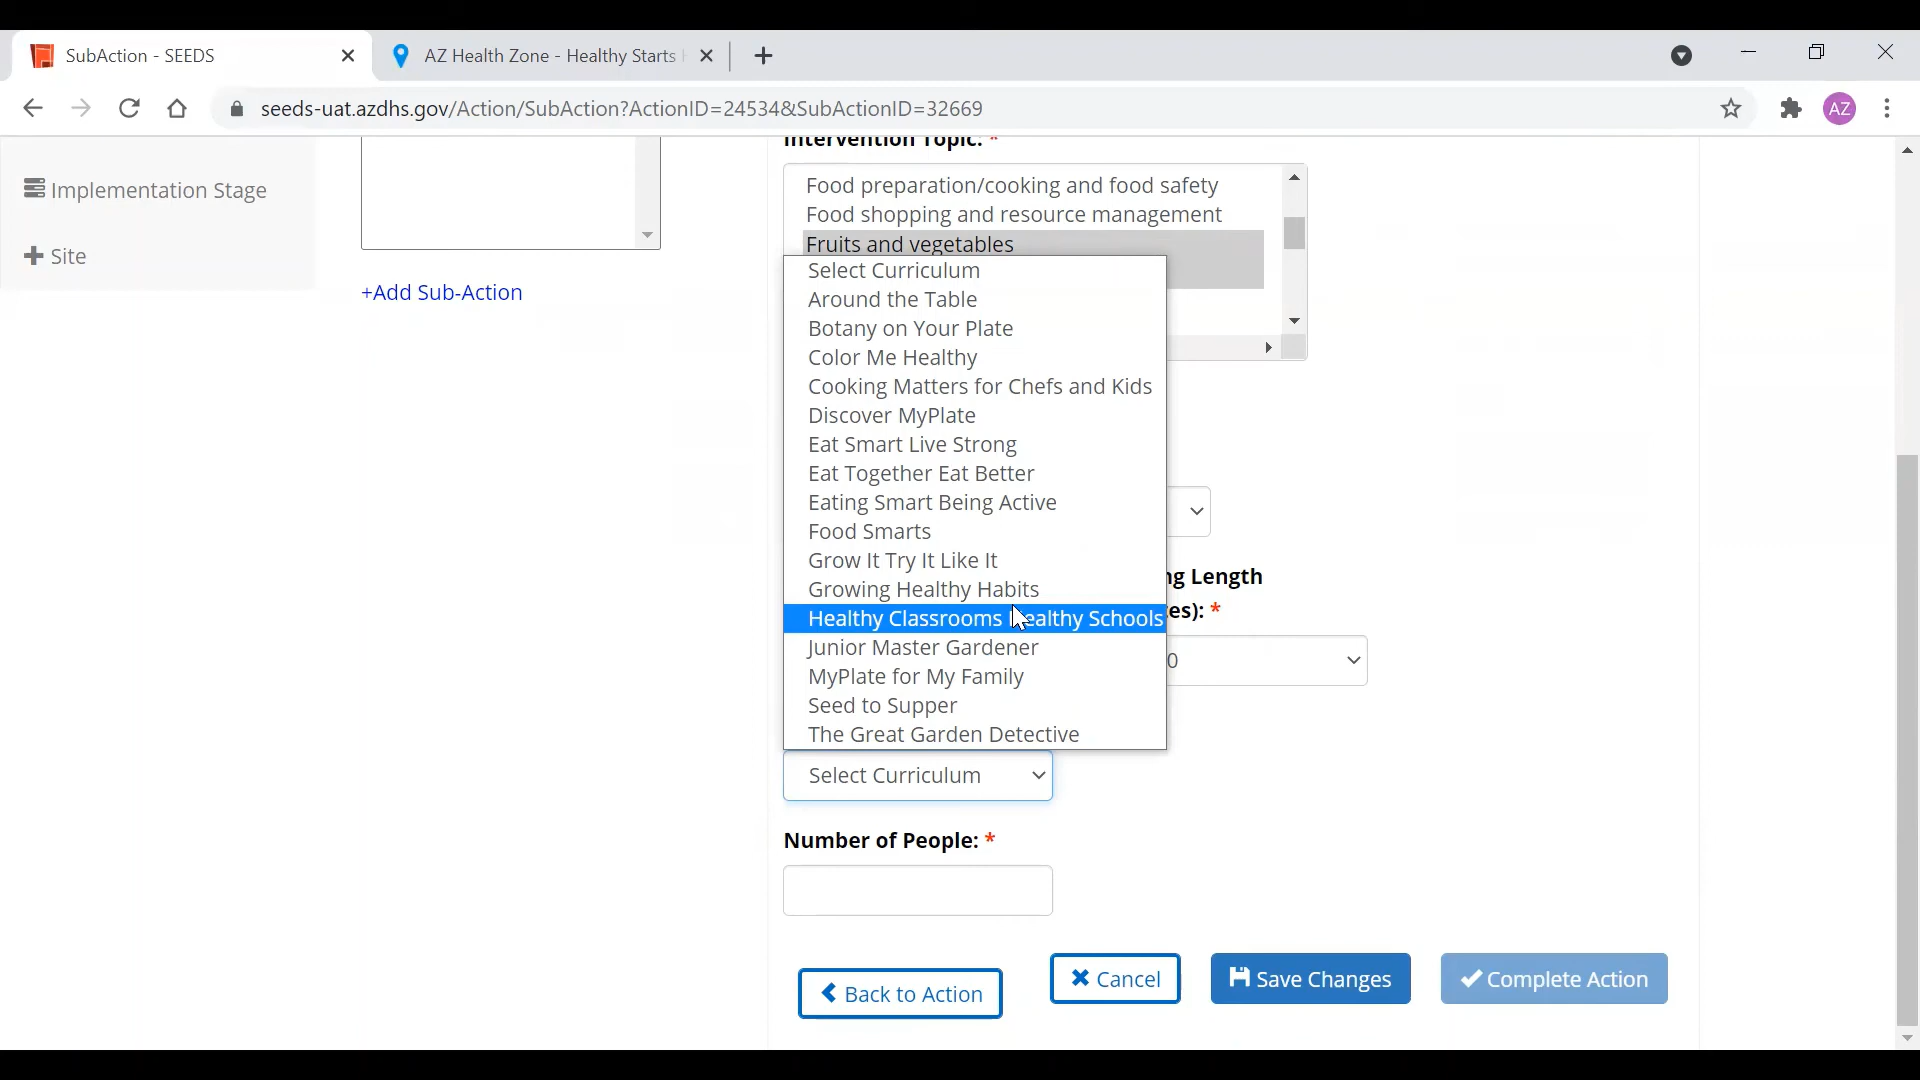 SubAction - SEEDS
AZ Health Zone - Healthy Starts
seeds-uat.azdhs.gov/Action/SubAction?ActionID=24534&SubActionID=32669
AZ
Intervention Topic: *
Implementation Stage
Site
+Add Sub-Action
Food preparation/cooking and food safety
Food shopping and resource management
Fruits and vegetables
Select Curriculum
Around the Table
Botany on Your Plate
Color Me Healthy
Cooking Matters for Chefs and Kids
Discover MyPlate
Eat Smart Live Strong
Eat Together Eat Better
Eating Smart Being Active
Food Smarts
Grow It Try It Like It
Growing Healthy Habits
Healthy Classrooms Healthy Schools
Junior Master Gardener
MyPlate for My Family
Seed to Supper
The Great Garden Detective
ng Length
es): *
0
Select Curriculum
Number of People: *
Back to Action
Cancel
Save Changes
Complete Action